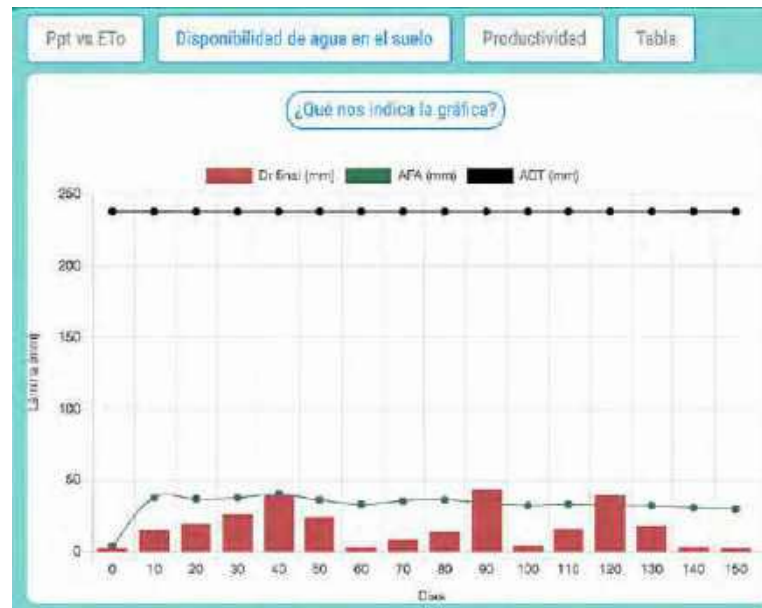 Ppt vs ETo
Disponibilidad de agua en el suelo
Productividad
Tabla
¿Qué nos indica la gráfica?
Dr final (mm)
AFA (mm)
ADT (mm)
250
200
150
100
50
0
Lámina (mm)
0 10 20 30 40 50 60 70 80 90 100 110 120 130 140 150
Días